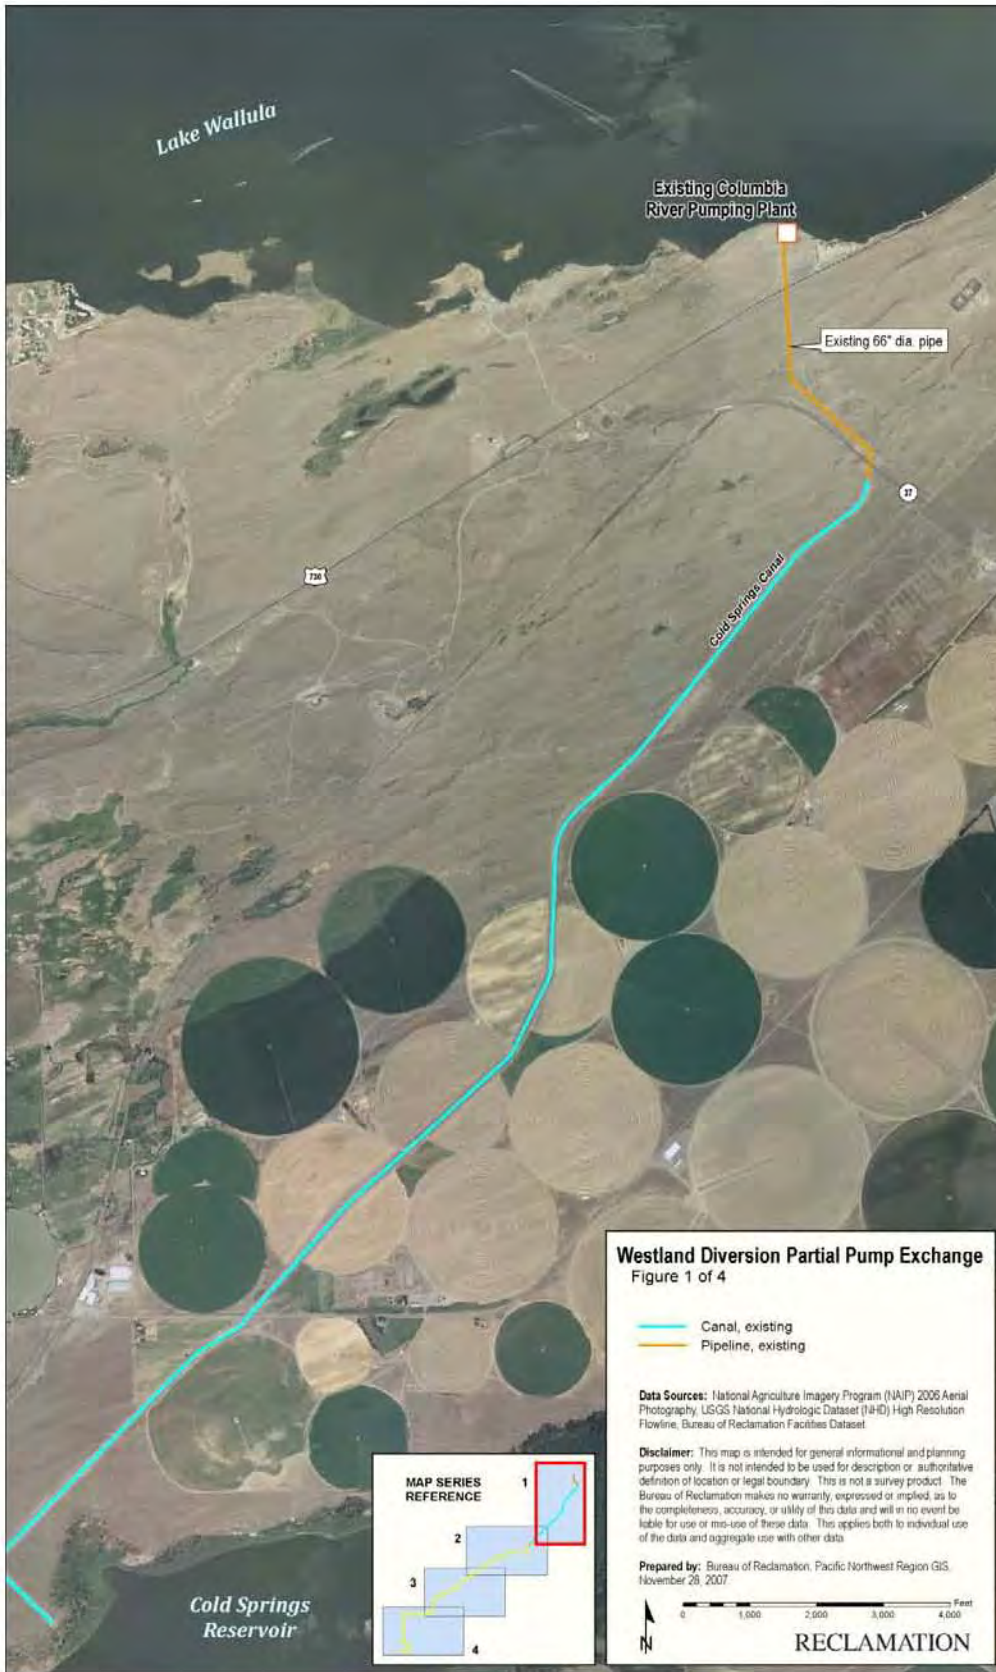 Lake Wallula
Existing Columbia
River Pumping Plant
Existing 66" dia. pipe
37
730
Cold Springs Canal
Westland Diversion Partial Pump Exchange
Figure 1 of 4
Canal, existing
Pipeline, existing
Data Sources: National Agriculture Imagery Program (NAIP) 2006 Aerial
Photography, USGS National Hydrologic Dataset (NHD) High Resolution
Flowline, Bureau of Reclamation Facilities Dataset
Disclaimer: This map is intended for general informational and planning
purposes only. It is not intended to be used for description or authoritative
definition of location or legal boundary. This is not a survey product. The
Bureau of Reclamation makes no warranty, expressed or implied, as to
the completeness, accuracy, or utility of this data and will in no event be
liable for use or mis-use of these data. This applies both to individual use
of the data and aggregate use with other data.
Prepared by: Bureau of Reclamation, Pacific Northwest Region GIS,
November 28, 2007
Feet
0 1,000 2,000 3,000 4,000
N
RECLAMATION
MAP SERIES
REFERENCE
1
2
3
4
Cold Springs
Reservoir